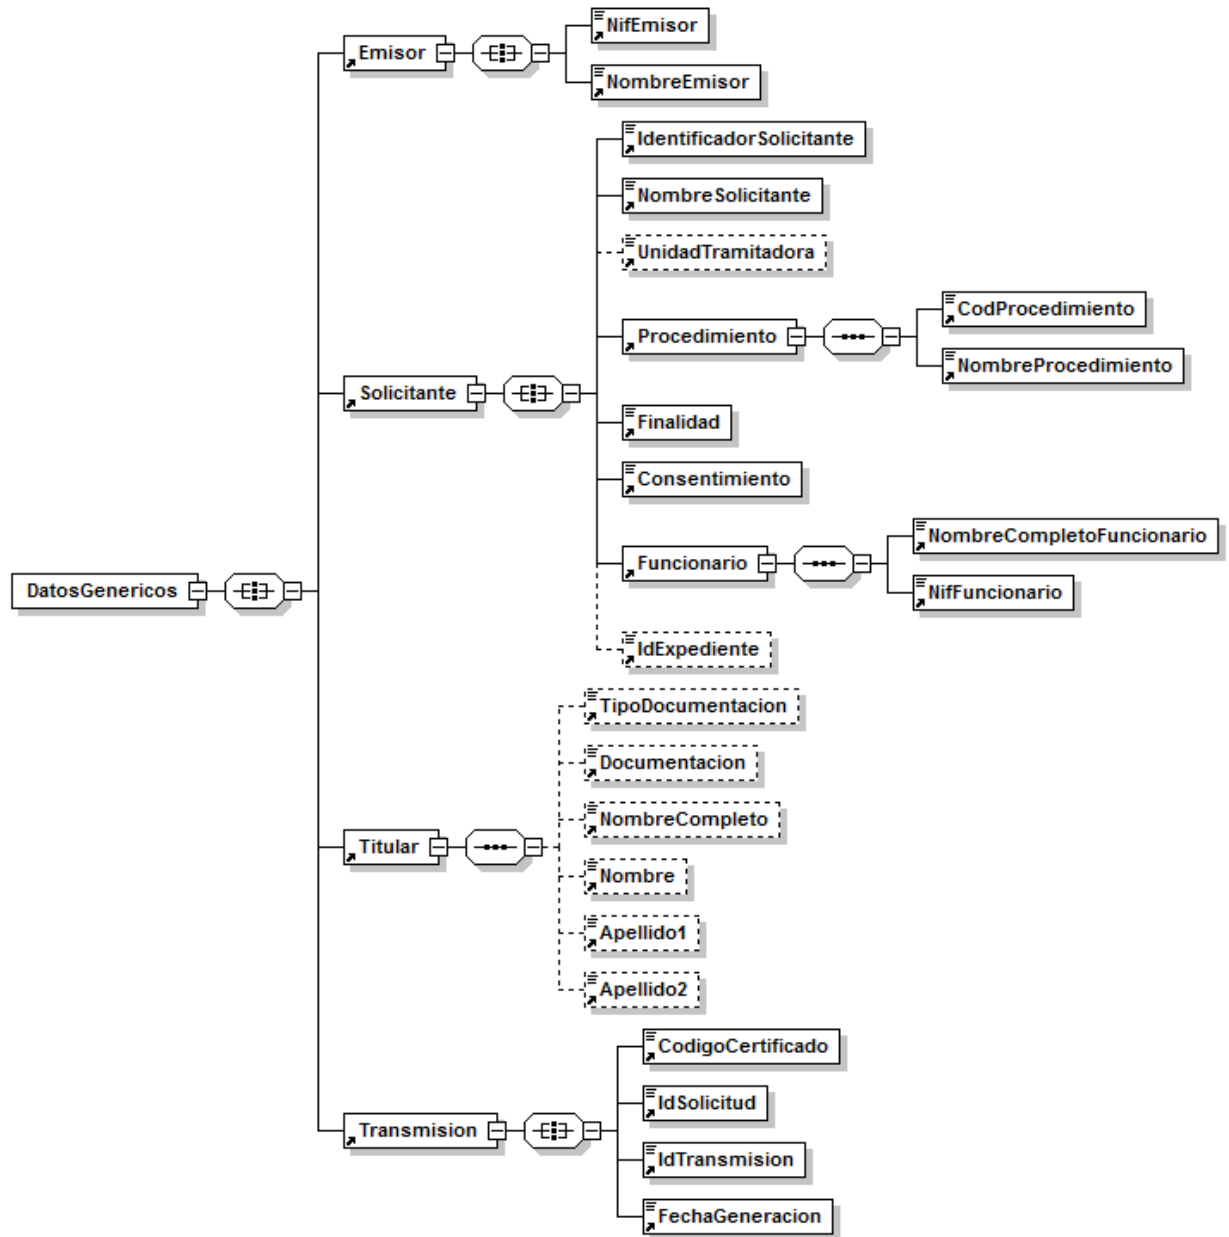 Emisor
NifEmisor
NombreEmisor
IdentificadorSolicitante
NombreSolicitante
UnidadTramitadora
Procedimiento
CodProcedimiento
NombreProcedimiento
Solicitante
Finalidad
Consentimiento
Funcionario
NombreCompletoFuncionario
NifFuncionario
DatosGenericos
IdExpediente
TipoDocumentacion
Documentacion
NombreCompleto
Titular
Nombre
Apellido1
Apellido2
CodigoCertificado
IdSolicitud
Transmision
IdTransmision
FechaGeneracion